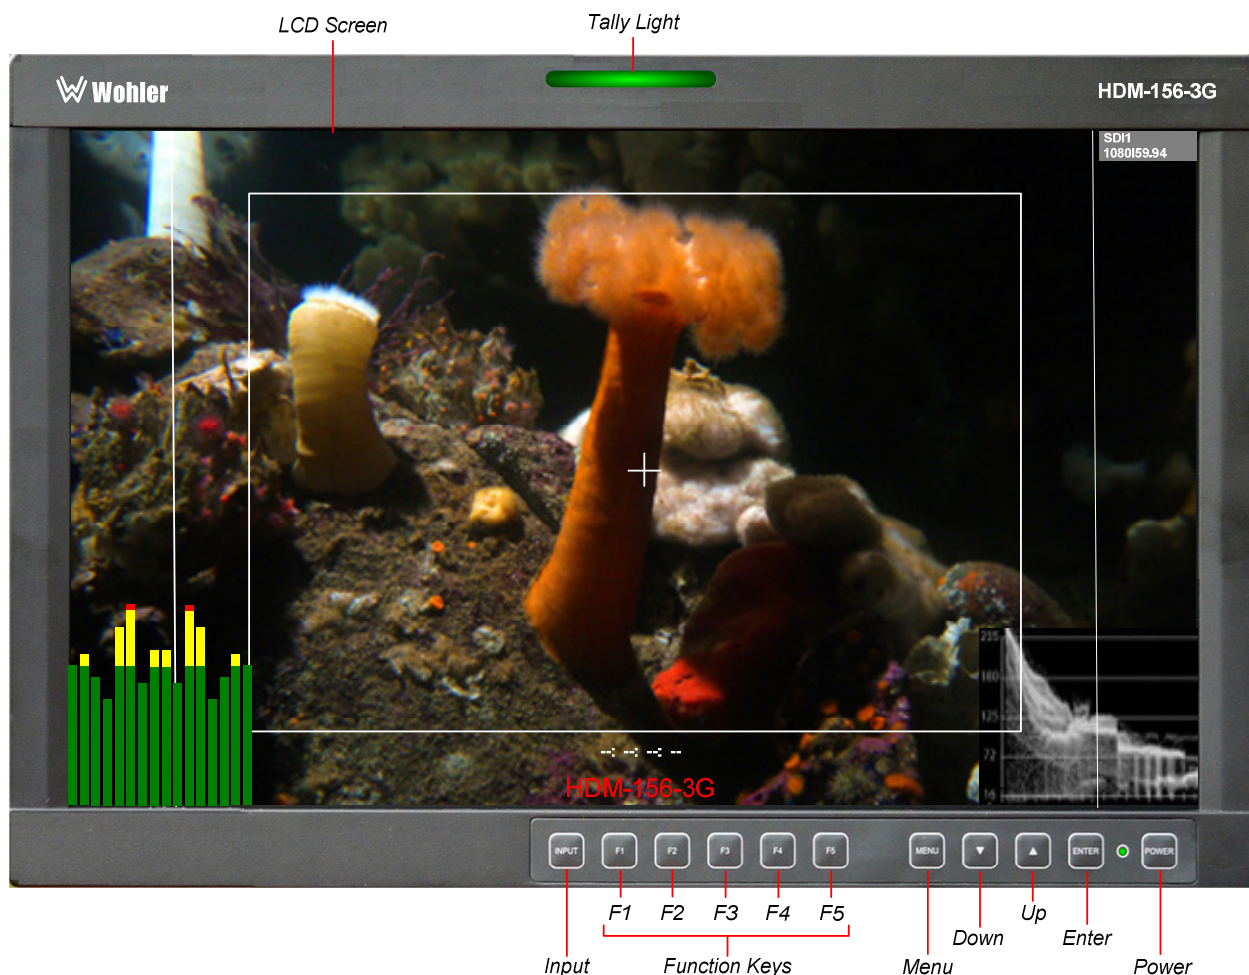 LCD Screen
Tally Light
Wohler
HDM-156-3G
SDI1
1080I59.94
235
180
125
72
16
--: --: --: --
HDM-156-3G
INPUT
F1
F2
F3
F4
F5
MENU
ENTER
POWER
F1
F2
F3
F4
F5
Up
Down
Enter
Input
Function Keys
Menu
Power